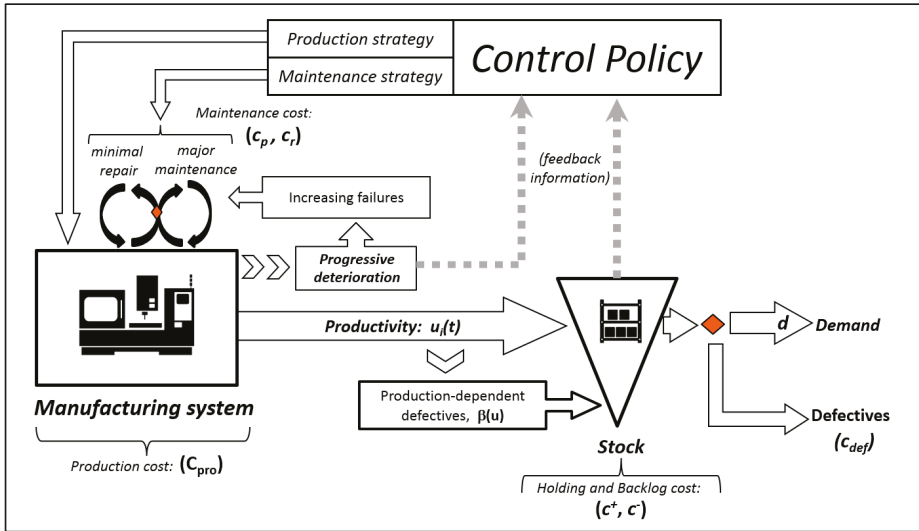 Production strategy
Maintenance strategy
Control Policy
Maintenance cost:
(cp , cr)
minimal
repair
major
maintenance
(feedback
information)
Increasing failures
Progressive
deterioration
Productivity: ui(t)
d
Demand
Production-dependent
defectives, β(u)
Manufacturing system
Production cost: (Cpro)
Stock
Holding and Backlog cost:
(c+, c-)
Defectives
(cdef)